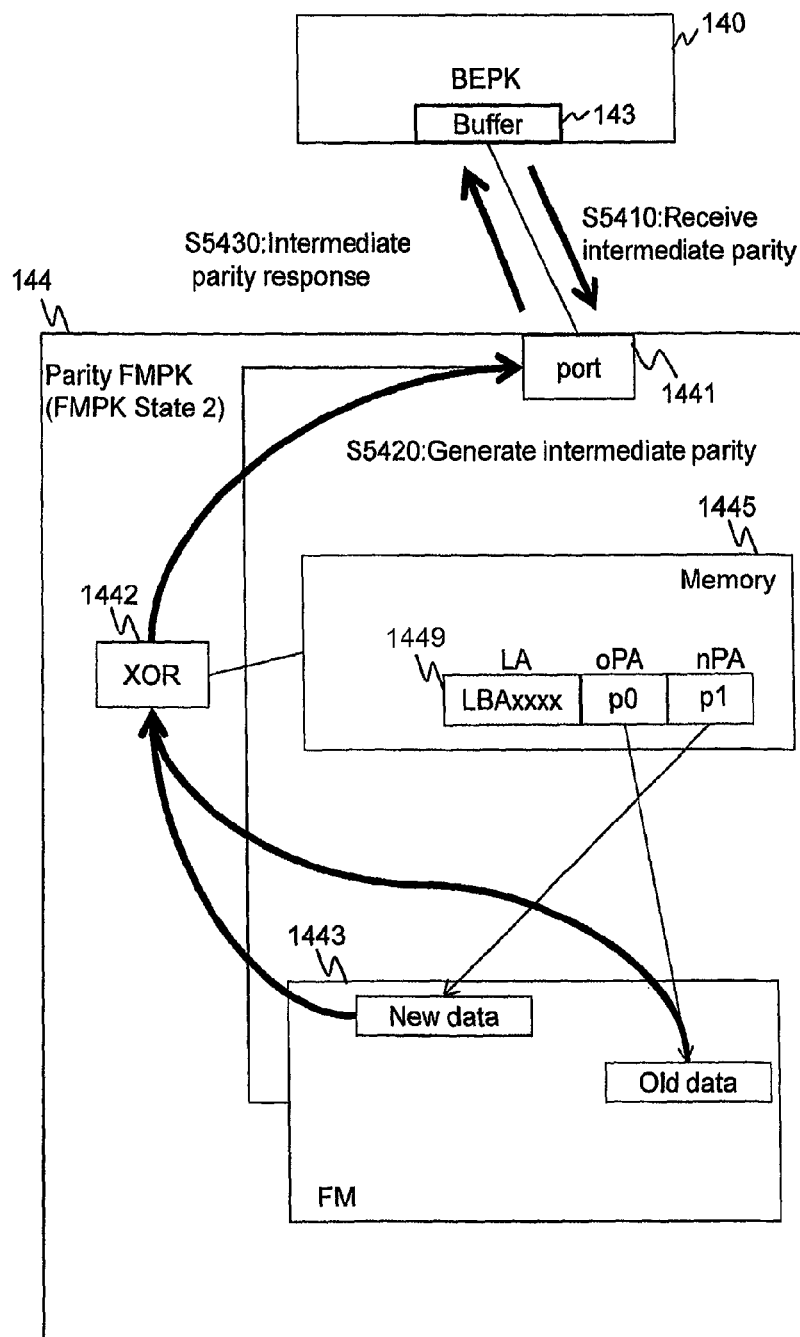 140
BEPK
Buffer
143
S5410:Receive
intermediate parity
S5430:Intermediate
parity response
144
Parity FMPK
(FMPK State 2)
port
1441
S5420:Generate intermediate parity
1445
Memory
1442
XOR
1449
LA oPA nPA
LBAxxxx p0 p1
1443
New data
Old data
FM